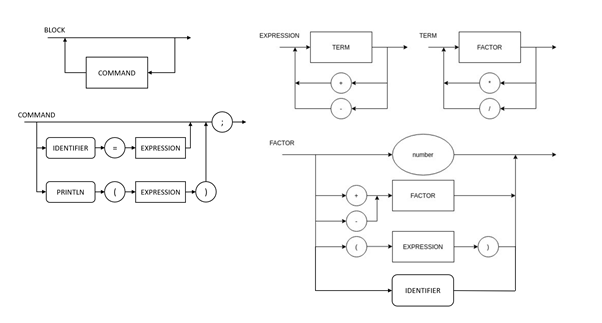 BLOCK
COMMAND
COMMAND
;
IDENTIFIER = EXPRESSION
PRINTLN ( EXPRESSION )
EXPRESSION
TERM
+
-
TERM
FACTOR
*
/
FACTOR
number
+ FACTOR
-
( EXPRESSION )
IDENTIFIER